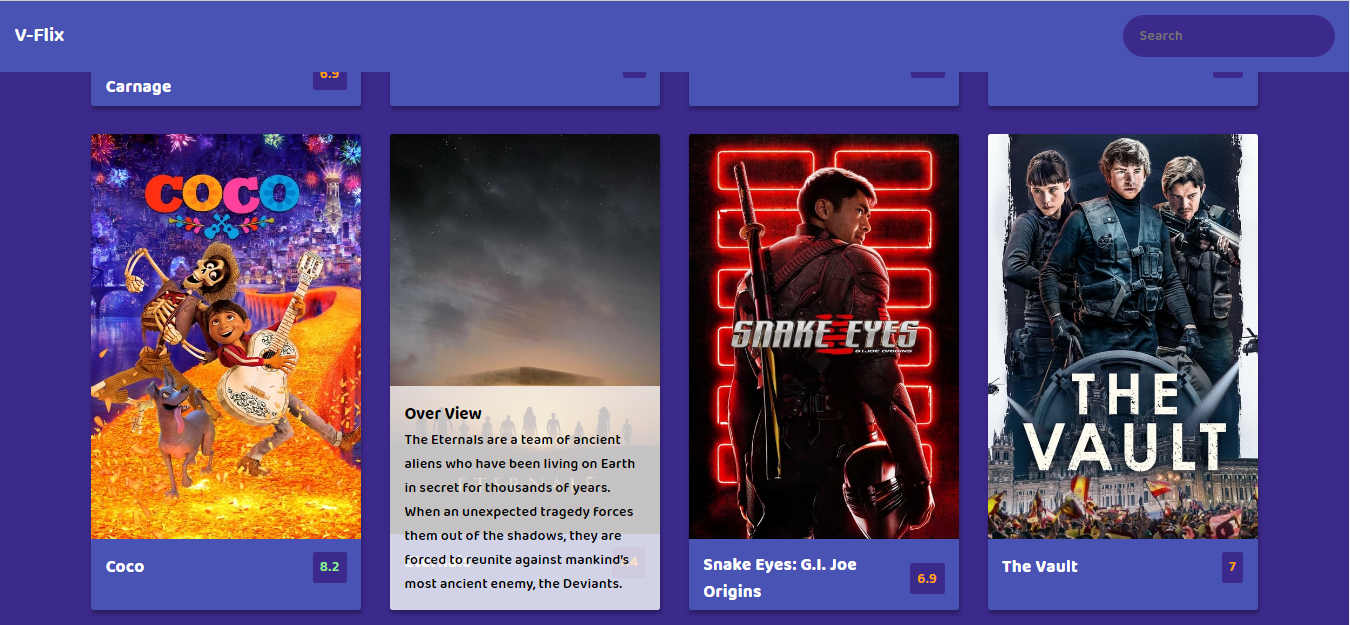 V-Flix
Search
Carnage
6.9
COCO
SNAKE EYES
G.I. JOE ORIGINS
THE
VAULT
Over View
The Eternals are a team of ancient
aliens who have been living on Earth
in secret for thousands of years.
When an unexpected tragedy forces
them out of the shadows, they are
forced to reunite against mankind's
most ancient enemy, the Deviants.
ETERNALS
Coco
8.2
Snake Eyes: G.I. Joe
Origins
6.9
The Vault
7